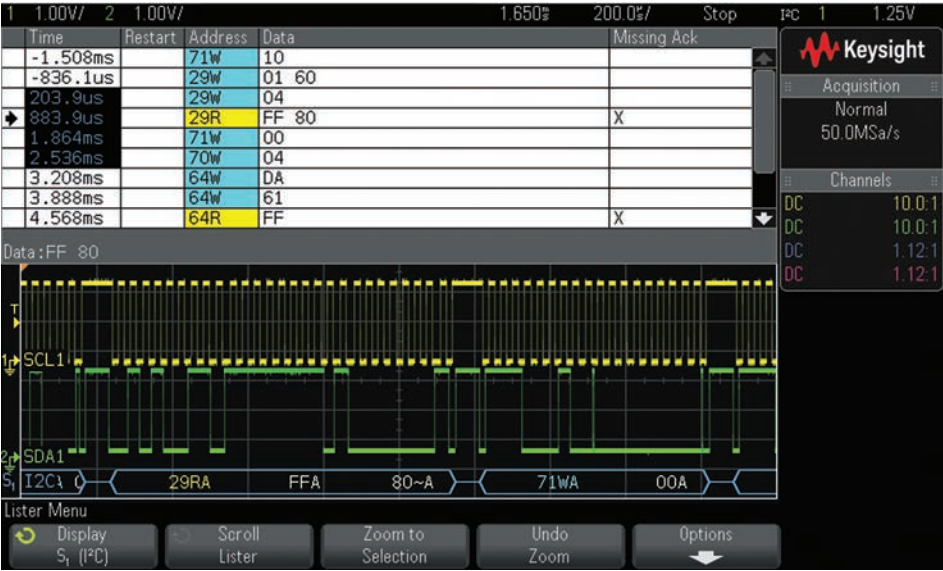 1 1.00V/ 2 1.00V/ 1.650s 200.0s/ Stop I²C 1 1.25V
Time Restart Address Data Missing Ack
-1.508ms 71W 10
-836.1us 29W 01 60
203.9us 29W 04
883.9us 29R FF 80 X
1.864ms 71W 00
2.536ms 70W 04
3.208ms 64W DA
3.888ms 64W 61
4.568ms 64R FF X
Data:FF 80
Keysight
Acquisition
Normal
50.0MSa/s
Channels
DC 10.0:1
DC 10.0:1
DC 1.12:1
DC 1.12:1
T
1 SCL1
2 SDA1
S₁ I2C1 29RA FFA 80~A 71WA 00A
Lister Menu
Display
S₁ (I²C)
Scroll
Lister
Zoom to
Selection
Undo
Zoom
Options